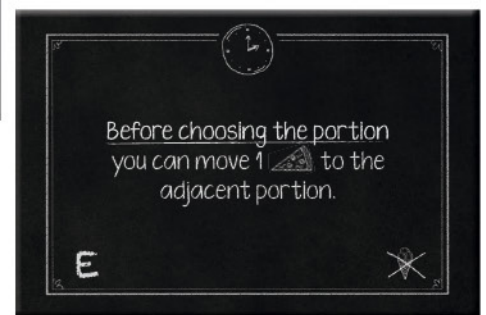 Before choosing the portion
you can move 1 to the
adjacent portion.
E